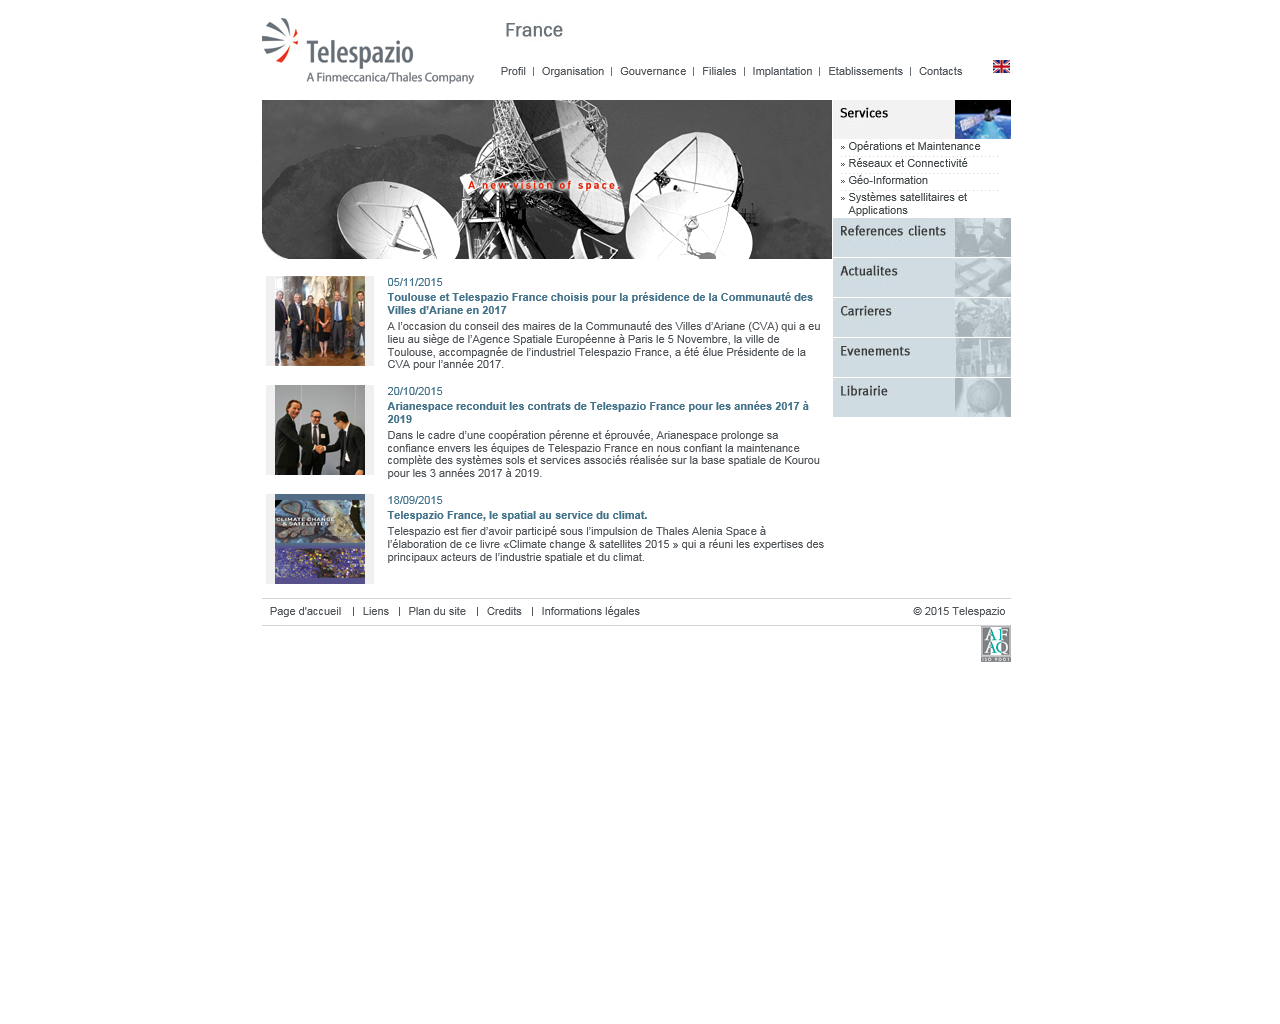 France
Telespazio
A Finmeccanica/Thales Company
Profil | Organisation | Gouvernance | Filiales | Implantation | Etablissements | Contacts
A new vision of space.
Services
» Opérations et Maintenance
» Réseaux et Connectivité
» Géo-Information
» Systèmes satellitaires et
Applications
References clients
Actualites
Carrieres
Evenements
Librairie
05/11/2015
Toulouse et Telespazio France choisis pour la présidence de la Communauté des
Villes d'Ariane en 2017
A l’occasion du conseil des maires de la Communauté des Villes d’Ariane (CVA) qui a eu
lieu au siège de l’Agence Spatiale Européenne à Paris le 5 Novembre, la ville de
Toulouse, accompagnée de l’industriel Telespazio France, a été élue Présidente de la
CVA pour l’année 2017.
20/10/2015
Arianespace reconduit les contrats de Telespazio France pour les années 2017 à
2019
Dans le cadre d’une coopération pérenne et éprouvée, Arianespace prolonge sa
confiance envers les équipes de Telespazio France en nous confiant la maintenance
complète des systèmes sols et services associés réalisée sur la base spatiale de Kourou
pour les 3 années 2017 à 2019.
CLIMATE CHANGE
& SATELLITES
18/09/2015
Telespazio France, le spatial au service du climat.
Telespazio est fier d’avoir participé sous l’impulsion de Thales Alenia Space à
l’élaboration de ce livre «Climate change & satellites 2015 » qui a réuni les expertises des
principaux acteurs de l’industrie spatiale et du climat.
Page d'accueil | Liens | Plan du site | Credits | Informations légales
© 2015 Telespazio
AF
AQ
ISO 9001